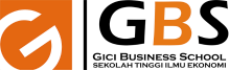 GBS
GICI BUSINESS SCHOOL
SEKOLAH TINGGI ILMU EKONOMI